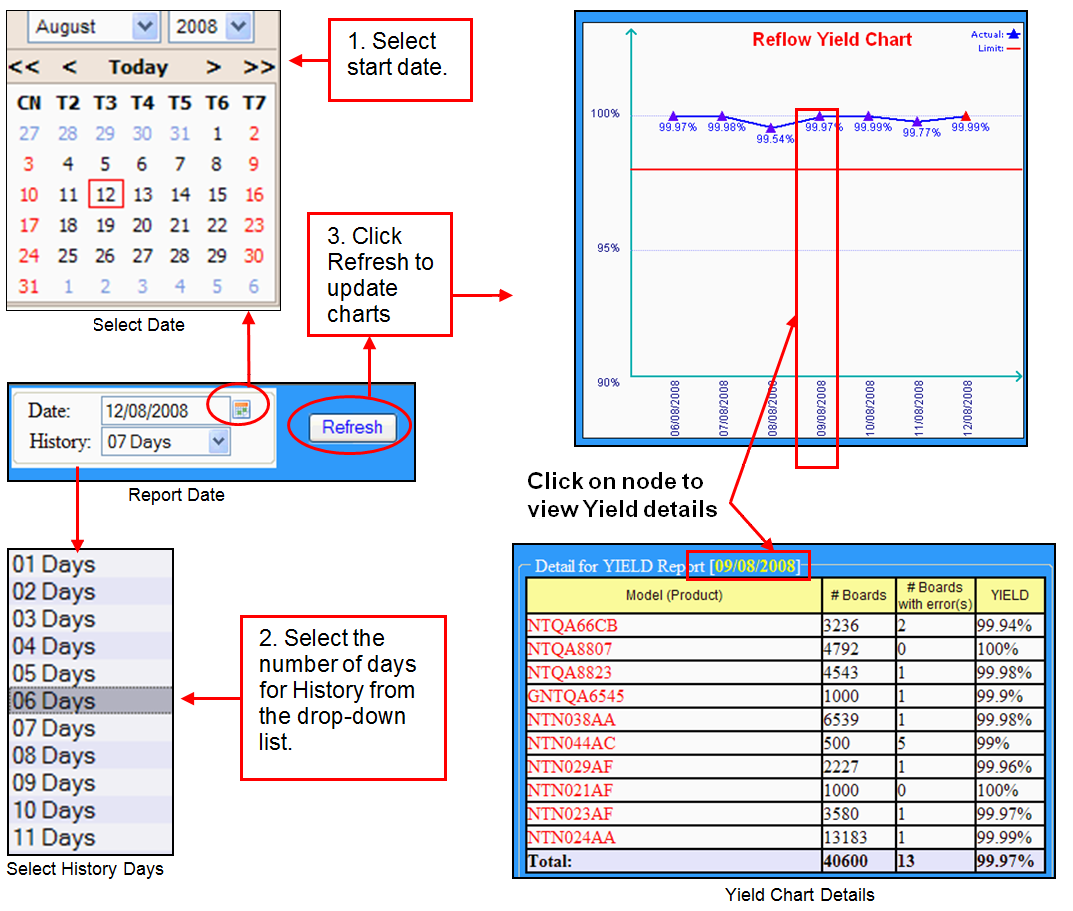 August 2008
<< < Today > >>
CN T2 T3 T4 T5 T6 T7
27 28 29 30 31 1 2
3 4 5 6 7 8 9
10 11 12 13 14 15 16
17 18 19 20 21 22 23
24 25 26 27 28 29 30
31 1 2 3 4 5 6
Select Date
1. Select
start date.
3. Click
Refresh to
update
charts
Date: 12/08/2008
History: 07 Days
Refresh
Report Date
01 Days
02 Days
03 Days
04 Days
05 Days
06 Days
07 Days
08 Days
09 Days
10 Days
11 Days
Select History Days
2. Select the
number of days
for History from
the drop-down
list.
Reflow Yield Chart
Actual:
Limit:
100%
99.97% 99.98% 99.54% 99.97% 99.99% 99.77% 99.99%
95%
90%
06/08/2008
07/08/2008
08/08/2008
09/08/2008
10/08/2008
11/08/2008
12/08/2008
Click on node to
view Yield details
Detail for YIELD Report [09/08/2008]
Model (Product) # Boards # Boards with error(s) YIELD
NTQA66CB 3236 2 99.94%
NTQA8807 4792 0 100%
NTQA8823 4543 1 99.98%
GNTQA6545 1000 1 99.9%
NTN038AA 6539 1 99.98%
NTN044AC 500 5 99%
NTN029AF 2227 1 99.96%
NTN021AF 1000 0 100%
NTN023AF 3580 1 99.97%
NTN024AA 13183 1 99.99%
Total: 40600 13 99.97%
Yield Chart Details